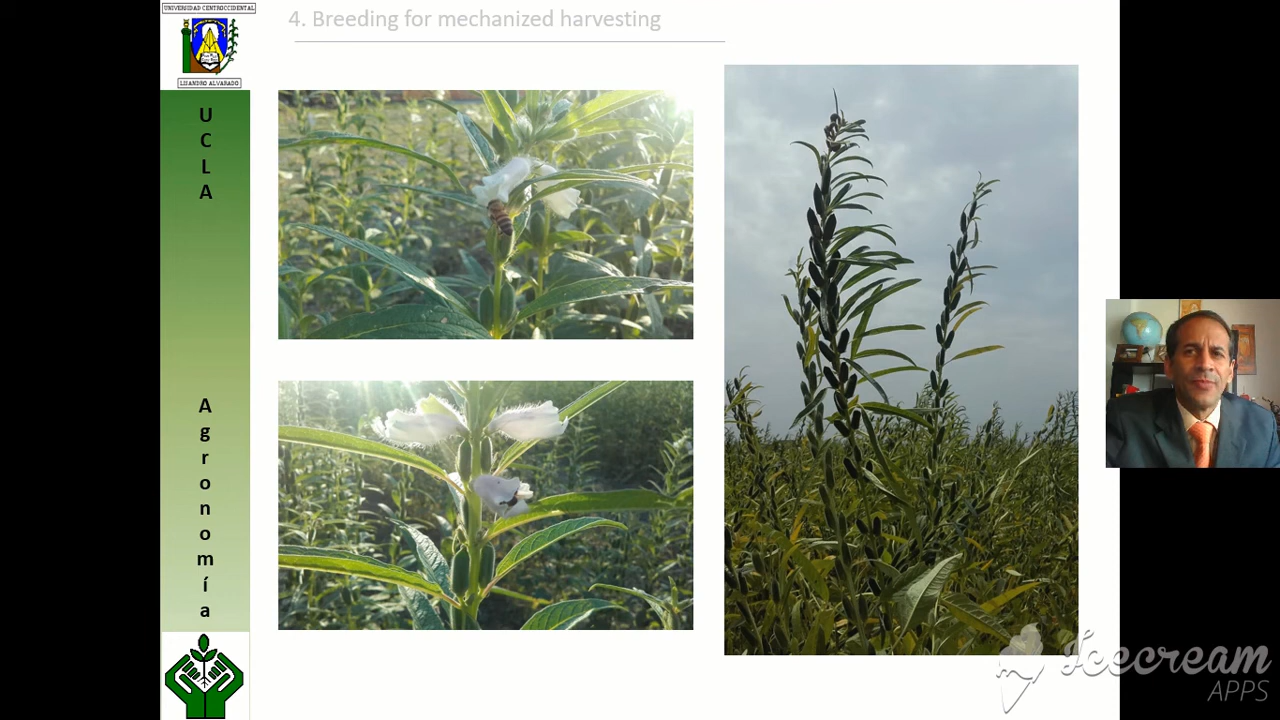 UNIVERSIDAD CENTROCCIDENTAL
LISANDRO ALVARADO
4. Breeding for mechanized harvesting
U
C
L
A
A
g
r
o
n
o
m
í
a
Icecream
APPS